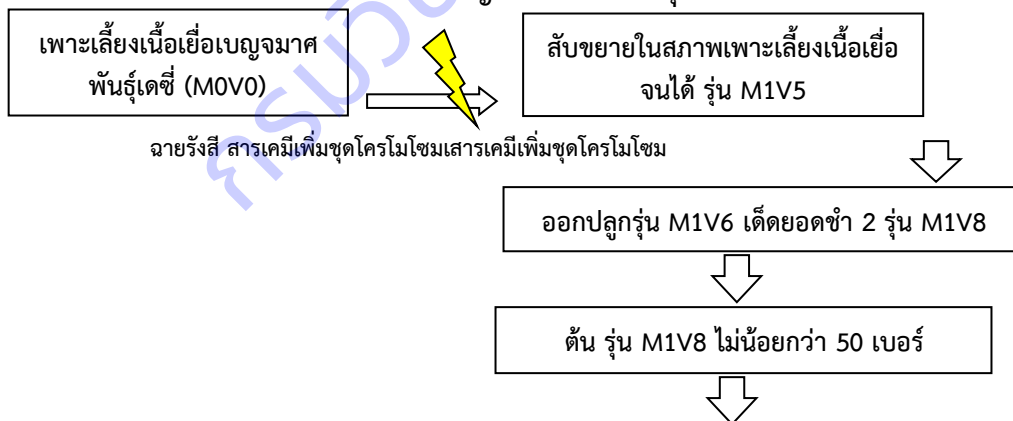 เพาะเลี้ยงเนื้อเยื่อเบญจมาศ
พันธุ์เดซี่ (M0V0)
สับขยายในสภาพเพาะเลี้ยงเนื้อเยื่อ
จนได้ รุ่น M1V5
ฉายรังสี สารเคมีเพิ่มชุดโครโมโซมเสารเคมีเพิ่มชุดโครโมโซม
ออกปลูกรุ่น M1V6 เด็ดยอดชำ 2 รุ่น M1V8
ต้น รุ่น M1V8 ไม่น้อยกว่า 50 เบอร์